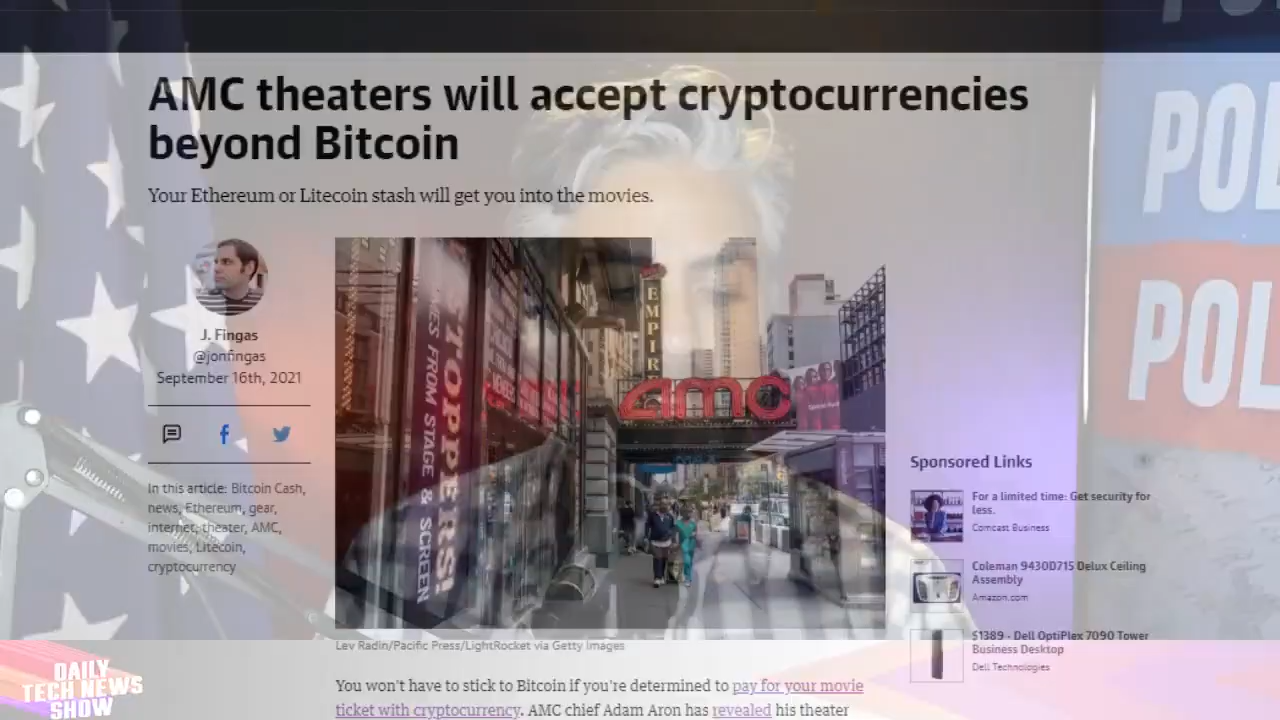 AMC theaters will accept cryptocurrencies
beyond Bitcoin
Your Ethereum or Litecoin stash will get you into the movies.
J. Fingas
@jonfingas
September 16th, 2021
In this article: Bitcoin Cash,
news, Ethereum, gear,
internet, theater, AMC,
movies, Litecoin,
cryptocurrency
TOPPERS!
FROM STAGE & SCREEN
EMPIRE
amc
Lev Radin/Pacific Press/LightRocket via Getty Images
You won't have to stick to Bitcoin if you're determined to pay for your movie
ticket with cryptocurrency. AMC chief Adam Aron has revealed his theater
Sponsored Links
For a limited time: Get security for
less.
Comcast Business
Coleman 9430D715 Delux Ceiling
Assembly
Amazon.com
$1389 - Dell OptiPlex 7090 Tower
Business Desktop
Dell Technologies
POL
POL
DAILY
TECH NEWS
SHOW